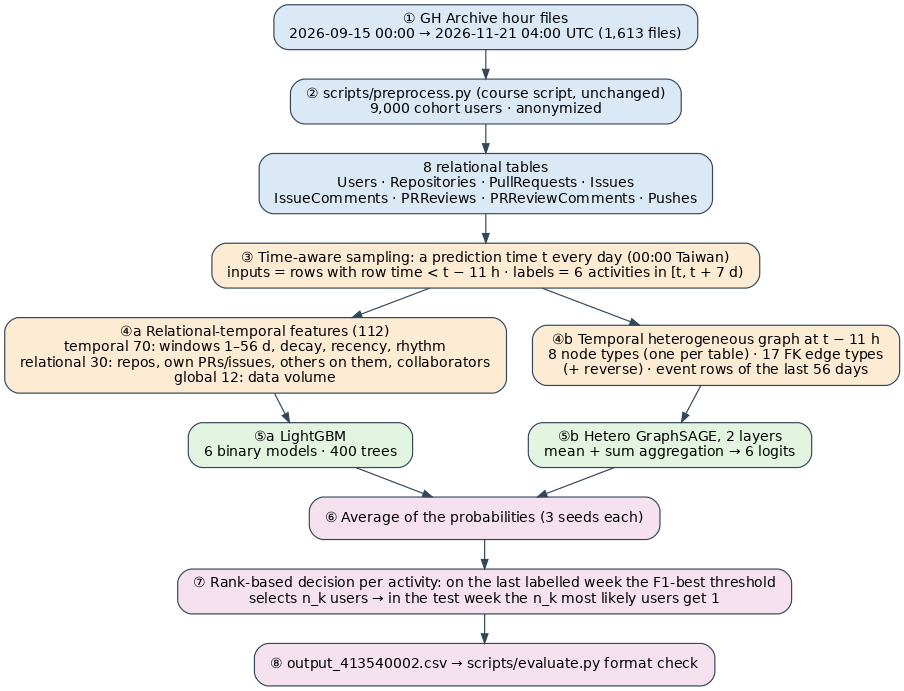 ① GH Archive hour files
2026-09-15 00:00 → 2026-11-21 04:00 UTC (1,613 files)
② scripts/preprocess.py (course script, unchanged)
9,000 cohort users · anonymized
8 relational tables
Users · Repositories · PullRequests · Issues
IssueComments · PRReviews · PRReviewComments · Pushes
③ Time-aware sampling: a prediction time t every day (00:00 Taiwan)
inputs = rows with row time < t − 11 h · labels = 6 activities in [t, t + 7 d)
④a Relational-temporal features (112)
temporal 70: windows 1–56 d, decay, recency, rhythm
relational 30: repos, own PRs/issues, others on them, collaborators
global 12: data volume
④b Temporal heterogeneous graph at t − 11 h
8 node types (one per table) · 17 FK edge types
(+ reverse) · event rows of the last 56 days
⑤a LightGBM
6 binary models · 400 trees
⑤b Hetero GraphSAGE, 2 layers
mean + sum aggregation → 6 logits
⑥ Average of the probabilities (3 seeds each)
⑦ Rank-based decision per activity: on the last labelled week the F1-best threshold
selects n_k users → in the test week the n_k most likely users get 1
⑧ output_413540002.csv → scripts/evaluate.py format check